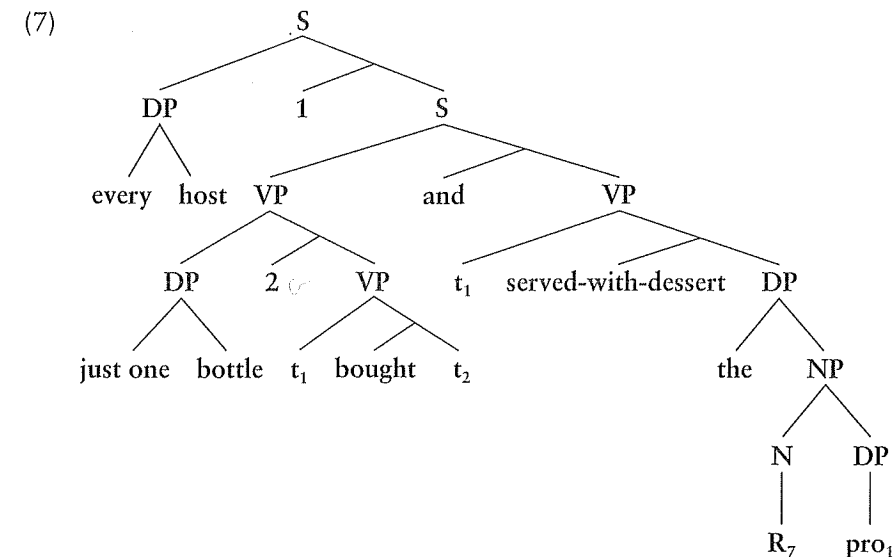 (7) S
DP 1 S
every host VP and VP
DP 2 VP t₁ served-with-dessert DP
just one bottle t₁ bought t₂ the NP
N DP
R₇ pro₁